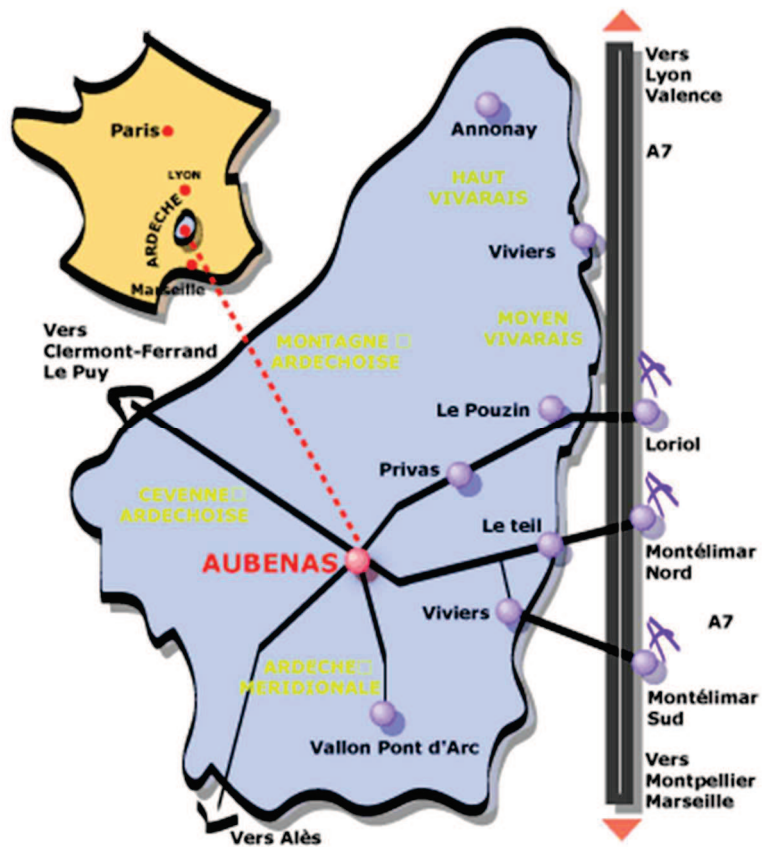 Paris
LYON
ARDECHE
Marseille
Vers
Clermont-Ferrand
Le Puy
Annonay
HAUT
VIVARAIS
Viviers
MOYEN
VIVARAIS
MONTAGNE
ARDECHOISE
Le Pouzin
Privas
CEVENNE
ARDECHOISE
Le teil
AUBENAS
Viviers
ARDECHE
MERIDIONALE
Vallon Pont d'Arc
Vers Alès
Vers
Lyon
Valence
A7
Loriol
Montélimar
Nord
A7
Montélimar
Sud
Vers
Montpellier
Marseille